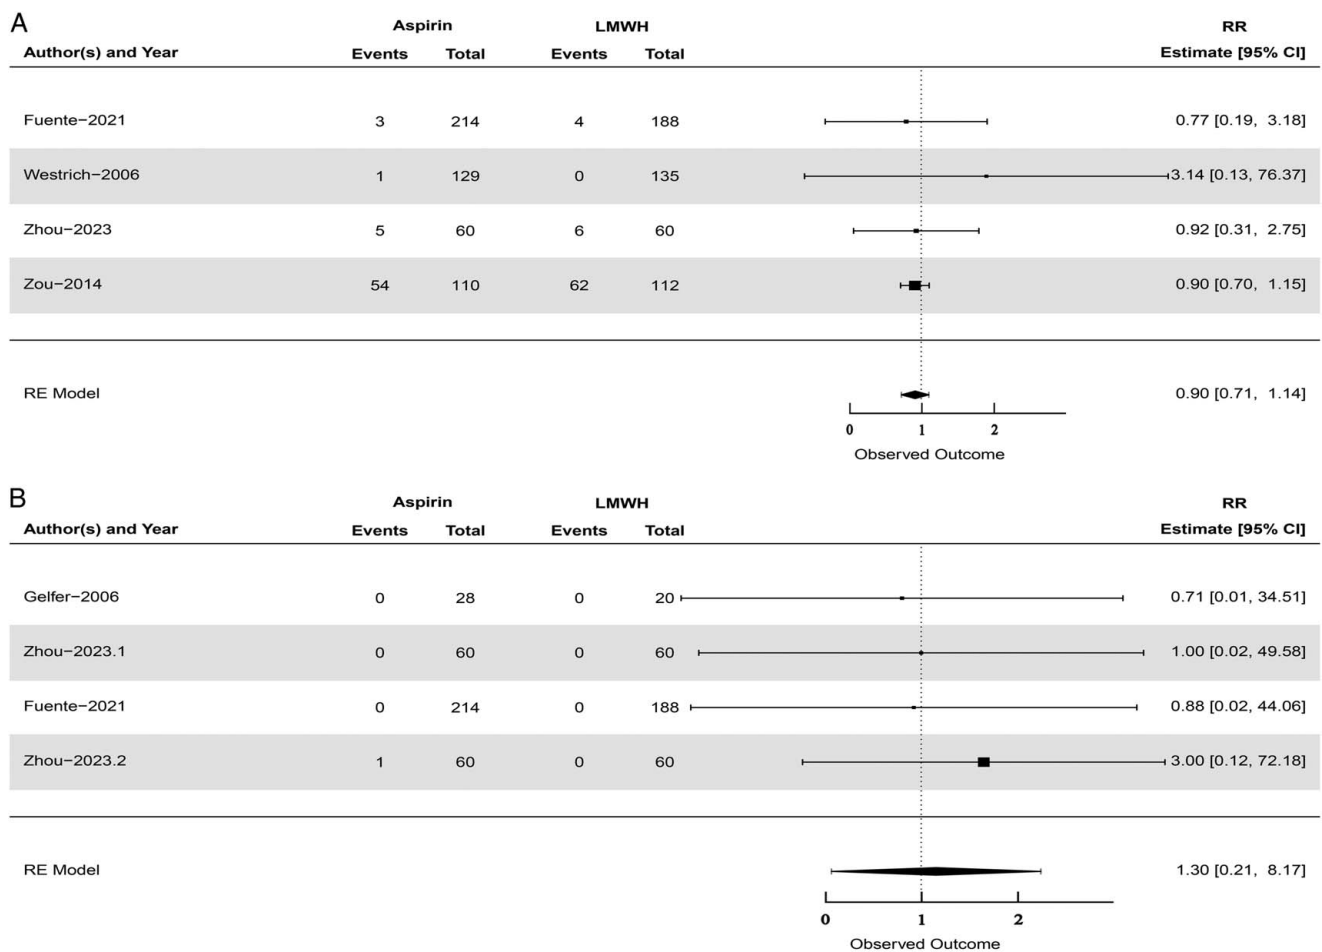 A
Aspirin LMWH RR
Author(s) and Year Events Total Events Total Estimate [95% CI]
Fuente−2021 3 214 4 188 0.77 [0.19, 3.18]
Westrich−2006 1 129 0 135 3.14 [0.13, 76.37]
Zhou−2023 5 60 6 60 0.92 [0.31, 2.75]
Zou−2014 54 110 62 112 0.90 [0.70, 1.15]
RE Model 0.90 [0.71, 1.14]
0 1 2
Observed Outcome
B
Aspirin LMWH RR
Author(s) and Year Events Total Events Total Estimate [95% CI]
Gelfer−2006 0 28 0 20 0.71 [0.01, 34.51]
Zhou−2023.1 0 60 0 60 1.00 [0.02, 49.58]
Fuente−2021 0 214 0 188 0.88 [0.02, 44.06]
Zhou−2023.2 1 60 0 60 3.00 [0.12, 72.18]
RE Model 1.30 [0.21, 8.17]
0 1 2
Observed Outcome